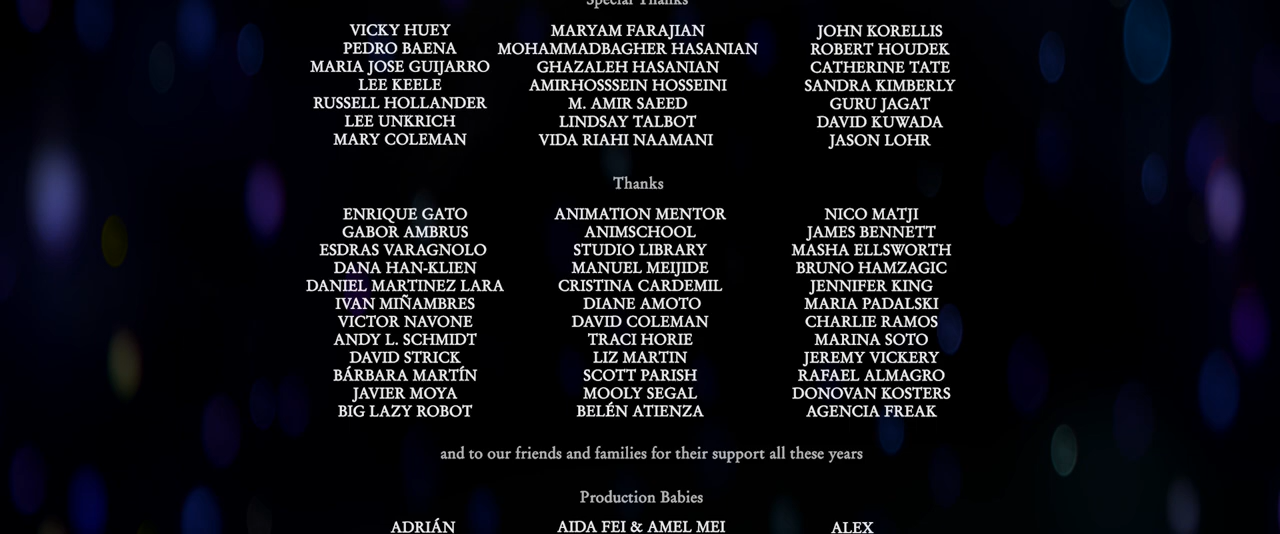 Special Thanks
VICKY HUEY MARYAM FARAJIAN JOHN KORELLIS
PEDRO BAENA MOHAMMADBAGHER HASANIAN ROBERT HOUDEK
MARIA JOSE GUIJARRO GHAZALEH HASANIAN CATHERINE TATE
LEE KEELE AMIRHOSSSEIN HOSSEINI SANDRA KIMBERLY
RUSSELL HOLLANDER M. AMIR SAEED GURU JAGAT
LEE UNKRICH LINDSAY TALBOT DAVID KUWADA
MARY COLEMAN VIDA RIAHI NAAMANI JASON LOHR
Thanks
ENRIQUE GATO ANIMATION MENTOR NICO MATJI
GABOR AMBRUS ANIMSCHOOL JAMES BENNETT
ESDRAS VARAGNOLO STUDIO LIBRARY MASHA ELLSWORTH
DANA HAN-KLIEN MANUEL MEIJIDE BRUNO HAMZAGIC
DANIEL MARTINEZ LARA CRISTINA CARDEMIL JENNIFER KING
IVAN MIÑAMBRES DIANE AMOTO MARIA PADALSKI
VICTOR NAVONE DAVID COLEMAN CHARLIE RAMOS
ANDY L. SCHMIDT TRACI HORIE MARINA SOTO
DAVID STRICK LIZ MARTIN JEREMY VICKERY
BÁRBARA MARTÍN SCOTT PARISH RAFAEL ALMAGRO
JAVIER MOYA MOOLY SEGAL DONOVAN KOSTERS
BIG LAZY ROBOT BELÉN ATIENZA AGENCIA FREAK
and to our friends and families for their support all these years
Production Babies
ADRIÁN AIDA FEI & AMEL MEI ALEX